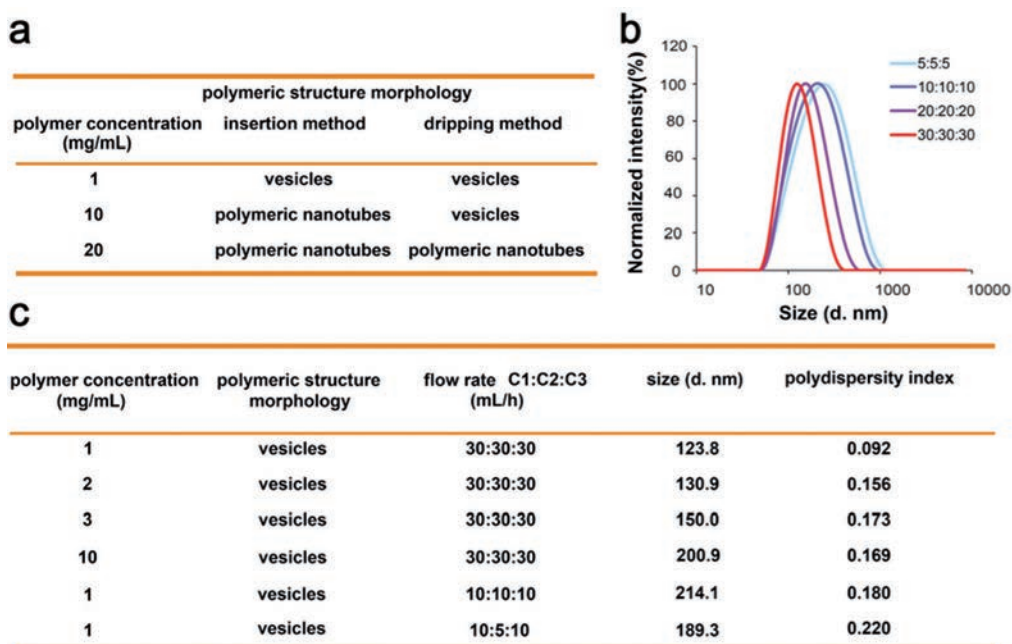 a
polymeric structure morphology
polymer concentration (mg/mL) insertion method dripping method
1 vesicles vesicles
10 polymeric nanotubes vesicles
20 polymeric nanotubes polymeric nanotubes
b
Normalized intensity(%)
120
100
80
60
40
20
0
10 100 1000 10000
Size (d. nm)
5:5:5
10:10:10
20:20:20
30:30:30
c
polymer concentration (mg/mL) polymeric structure morphology flow rate C1:C2:C3 (mL/h) size (d. nm) polydispersity index
1 vesicles 30:30:30 123.8 0.092
2 vesicles 30:30:30 130.9 0.156
3 vesicles 30:30:30 150.0 0.173
10 vesicles 30:30:30 200.9 0.169
1 vesicles 10:10:10 214.1 0.180
1 vesicles 10:5:10 189.3 0.220